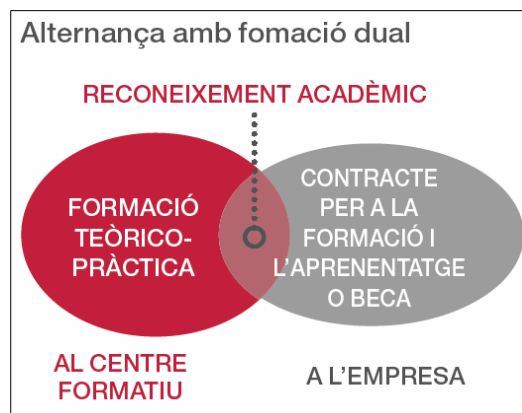 Alternança amb fomació dual
RECONEIXEMENT ACADÈMIC
FORMACIÓ
TEÒRICO-
PRÀCTICA
CONTRACTE
PER A LA
FORMACIÓ I
L'APRENENTATGE
O BECA
AL CENTRE
FORMATIU
A L'EMPRESA